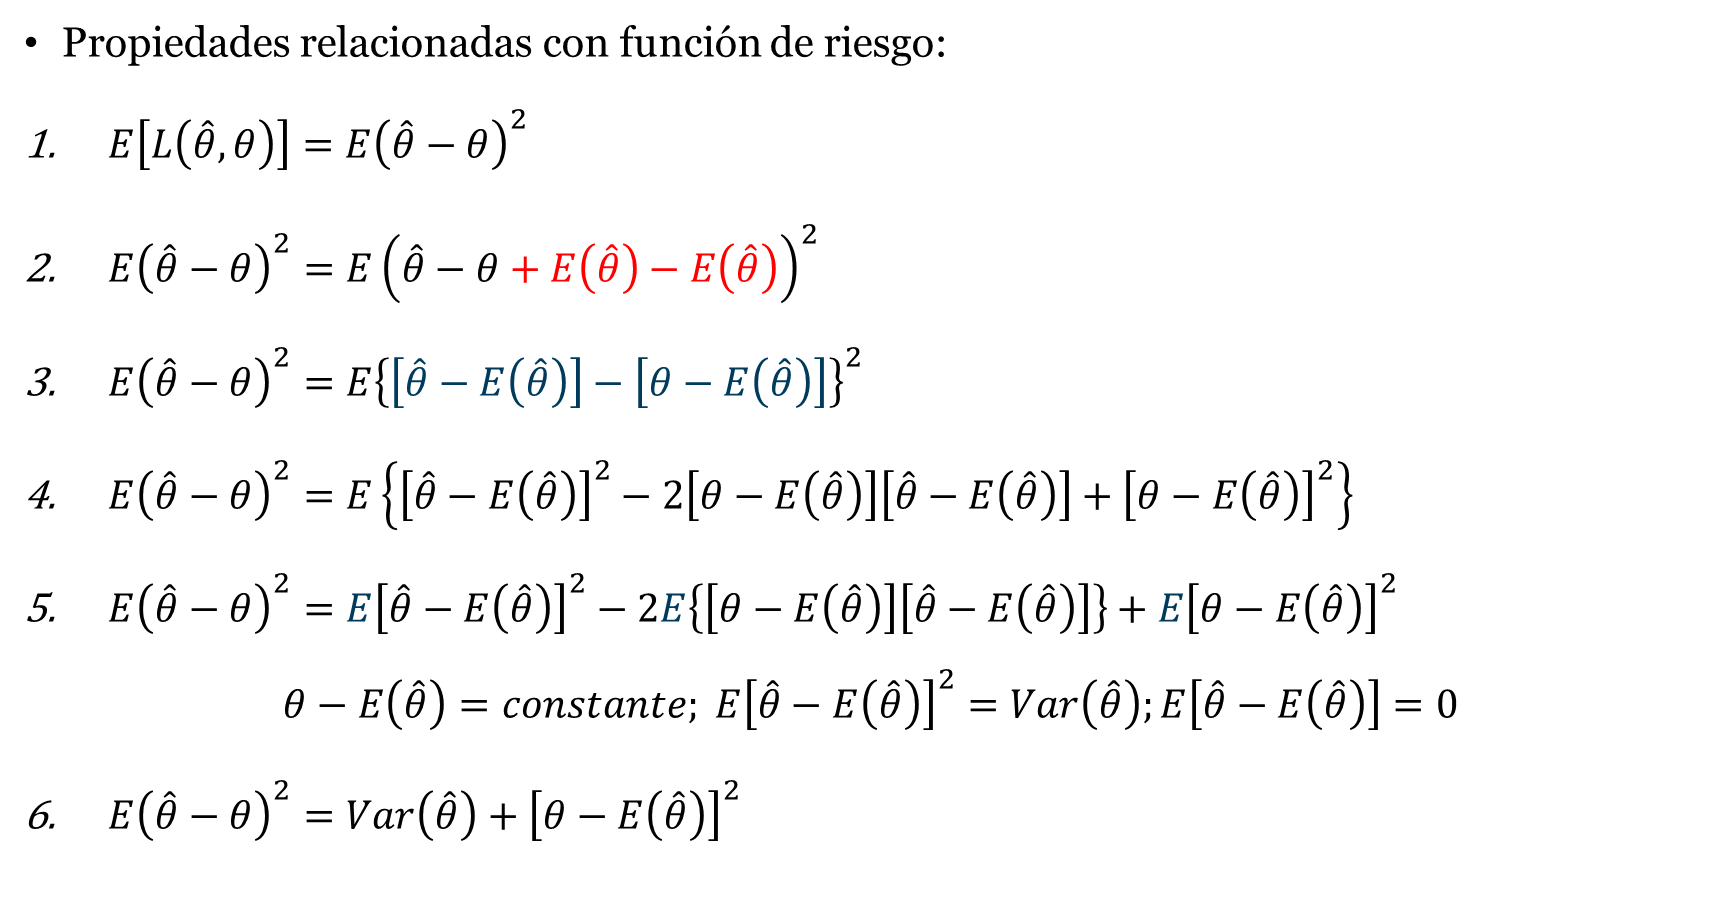 • Propiedades relacionadas con función de riesgo:
1. E[L(θ̂,θ)] = E(θ̂ − θ)²
2. E(θ̂ − θ)² = E(θ̂ − θ + E(θ̂) − E(θ̂))²
3. E(θ̂ − θ)² = E{[θ̂ − E(θ̂)] − [θ − E(θ̂)]}²
4. E(θ̂ − θ)² = E{[θ̂ − E(θ̂)]² − 2[θ − E(θ̂)][θ̂ − E(θ̂)] + [θ − E(θ̂)]²}
5. E(θ̂ − θ)² = E[θ̂ − E(θ̂)]² − 2E{[θ − E(θ̂)][θ̂ − E(θ̂)]} + E[θ − E(θ̂)]²
θ − E(θ̂) = constante; E[θ̂ − E(θ̂)]² = Var(θ̂); E[θ̂ − E(θ̂)] = 0
6. E(θ̂ − θ)² = Var(θ̂) + [θ − E(θ̂)]²